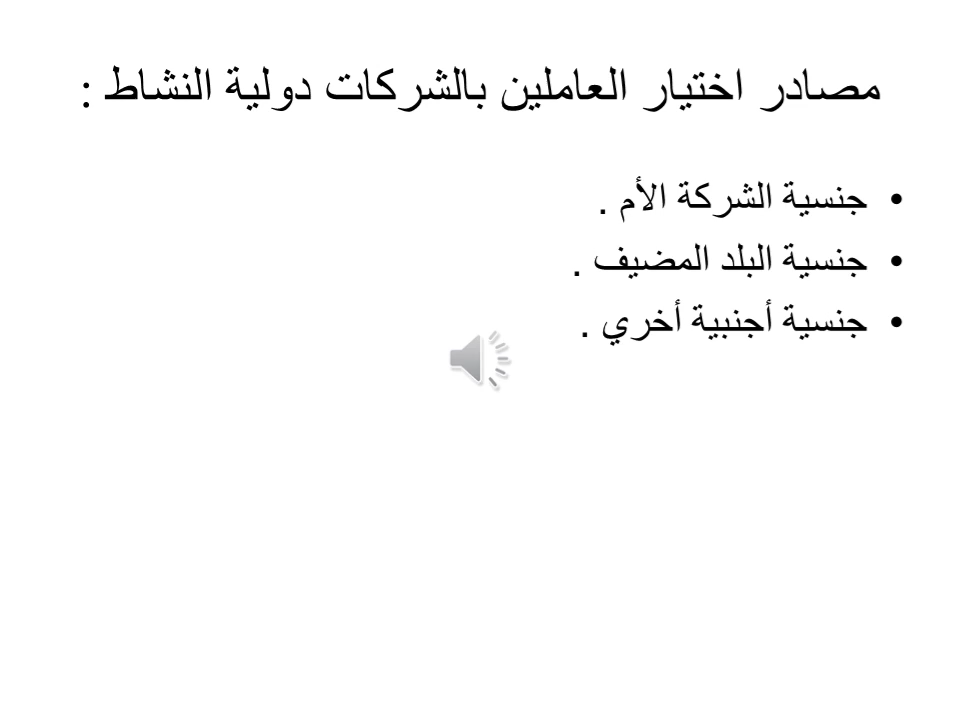 مصادر اختيار العاملين بالشركات دولية النشاط :
• جنسية الشركة الأم .
• جنسية البلد المضيف .
• جنسية أجنبية أخري .